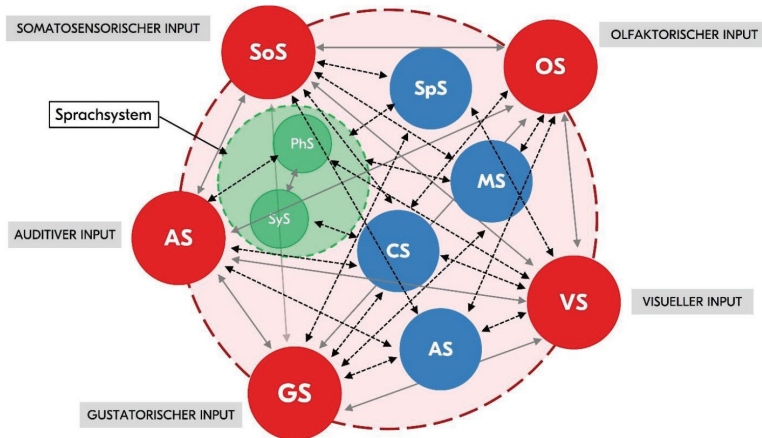 SOMATOSENSORISCHER INPUT
SoS
OS
OLFAKTORISCHER INPUT
SpS
Sprachsystem
PhS
MS
SyS
AUDITIVER INPUT
AS
CS
VS
VISUELLER INPUT
AS
GS
GUSTATORISCHER INPUT